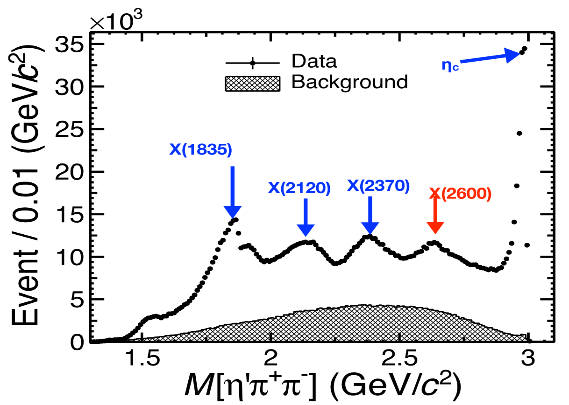 ×10³
35
30
25
20
15
10
5
0
Event / 0.01 (GeV/c²)
Data
Background
ηc
X(1835)
X(2120)
X(2370)
X(2600)
1.5
2
2.5
3
M[η'π⁺π⁻] (GeV/c²)